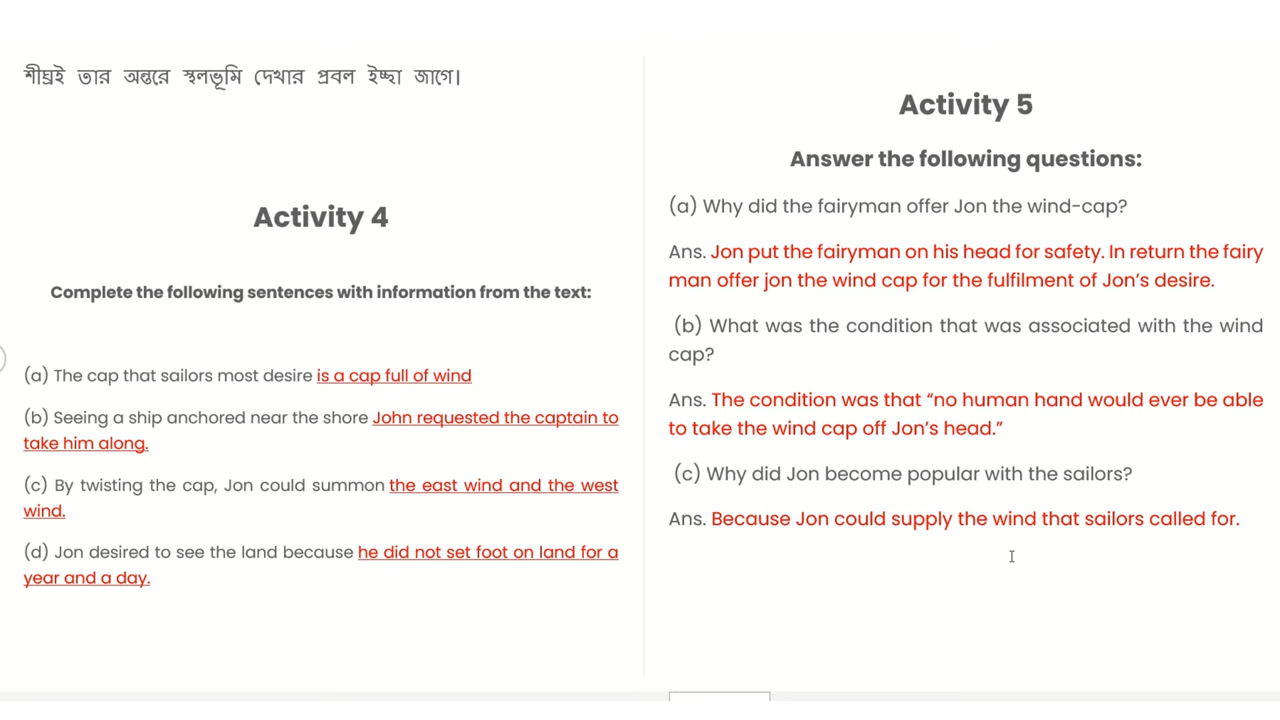 শীঘ্রই তার অন্তরে স্থলভূমি দেখার প্রবল ইচ্ছা জাগে।
Activity 4
Complete the following sentences with information from the text:
(a) The cap that sailors most desire is a cap full of wind
(b) Seeing a ship anchored near the shore John requested the captain to
take him along.
(c) By twisting the cap, Jon could summon the east wind and the west
wind.
(d) Jon desired to see the land because he did not set foot on land for a
year and a day.
Activity 5
Answer the following questions:
(a) Why did the fairyman offer Jon the wind-cap?
Ans. Jon put the fairyman on his head for safety. In return the fairy
man offer jon the wind cap for the fulfilment of Jon’s desire.
(b) What was the condition that was associated with the wind
cap?
Ans. The condition was that “no human hand would ever be able
to take the wind cap off Jon’s head.”
(c) Why did Jon become popular with the sailors?
Ans. Because Jon could supply the wind that sailors called for.